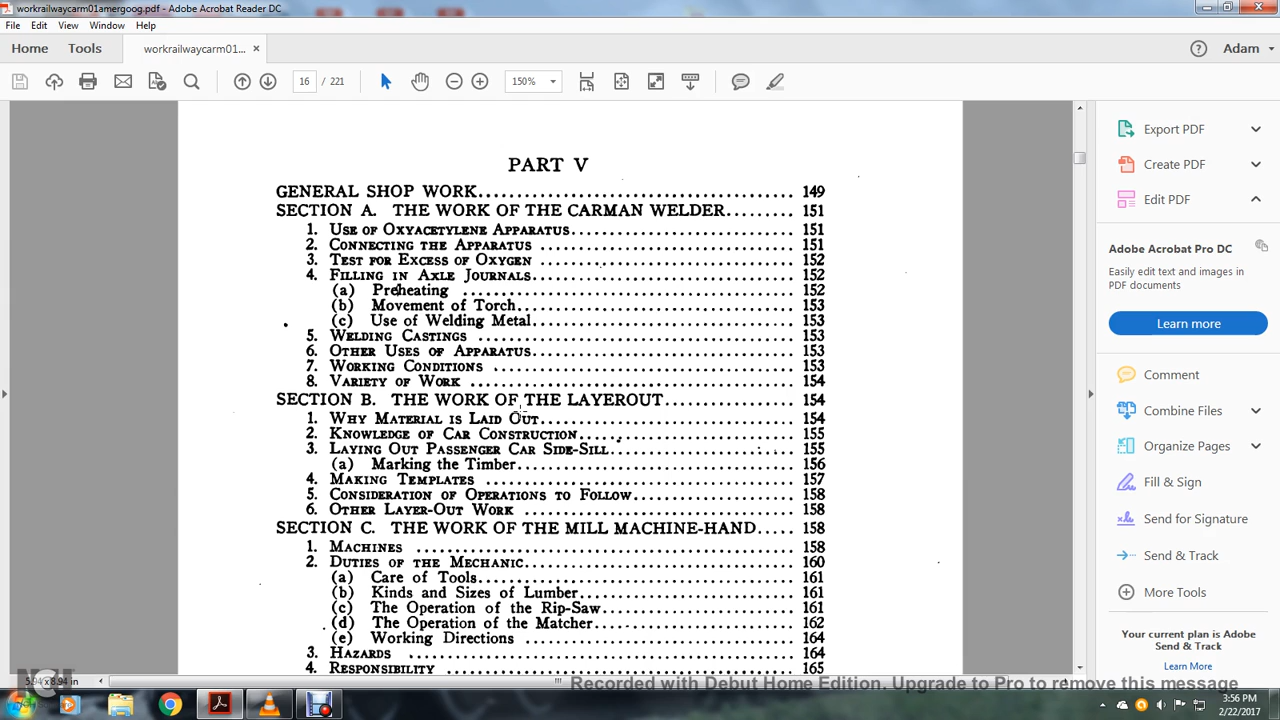 workrailwaycarm01amergoog.pdf - Adobe Acrobat Reader DC
File Edit View Window Help
Home Tools workrailwaycarm01... × Adam
16 / 221 150%
PART V
GENERAL SHOP WORK 149
SECTION A. THE WORK OF THE CARMAN WELDER 151
1. USE OF OXYACETYLENE APPARATUS 151
2. CONNECTING THE APPARATUS 151
3. TEST FOR EXCESS OF OXYGEN 152
4. FILLING IN AXLE JOURNALS 152
(a) Preheating 152
(b) Movement of Torch 153
(c) Use of Welding Metal 153
5. WELDING CASTINGS 153
6. OTHER USES OF APPARATUS 153
7. WORKING CONDITIONS 153
8. VARIETY OF WORK 154
SECTION B. THE WORK OF THE LAYEROUT 154
1. WHY MATERIAL IS LAID OUT 154
2. KNOWLEDGE OF CAR CONSTRUCTION 155
3. LAYING OUT PASSENGER CAR SIDE-SILL 155
(a) Marking the Timber 156
4. MAKING TEMPLATES 157
5. CONSIDERATION OF OPERATIONS TO FOLLOW 158
6. OTHER LAYER-OUT WORK 158
SECTION C. THE WORK OF THE MILL MACHINE-HAND 158
1. MACHINES 158
2. DUTIES OF THE MECHANIC 160
(a) Care of Tools 161
(b) Kinds and Sizes of Lumber 161
(c) The Operation of the Rip-Saw 161
(d) The Operation of the Matcher 162
(e) Working Directions 164
3. HAZARDS 164
4. RESPONSIBILITY 165
Export PDF
Create PDF
Edit PDF
Adobe Acrobat Pro DC
Easily edit text and images in
PDF documents
Learn more
Comment
Combine Files
Organize Pages
Fill & Sign
Send for Signature
Send & Track
More Tools
Your current plan is Adobe
Send & Track
Learn More
5.94 x 8.94 in
Recorded with Debut Home Edition. Upgrade to Pro to remove this message
3:56 PM
2/22/2017